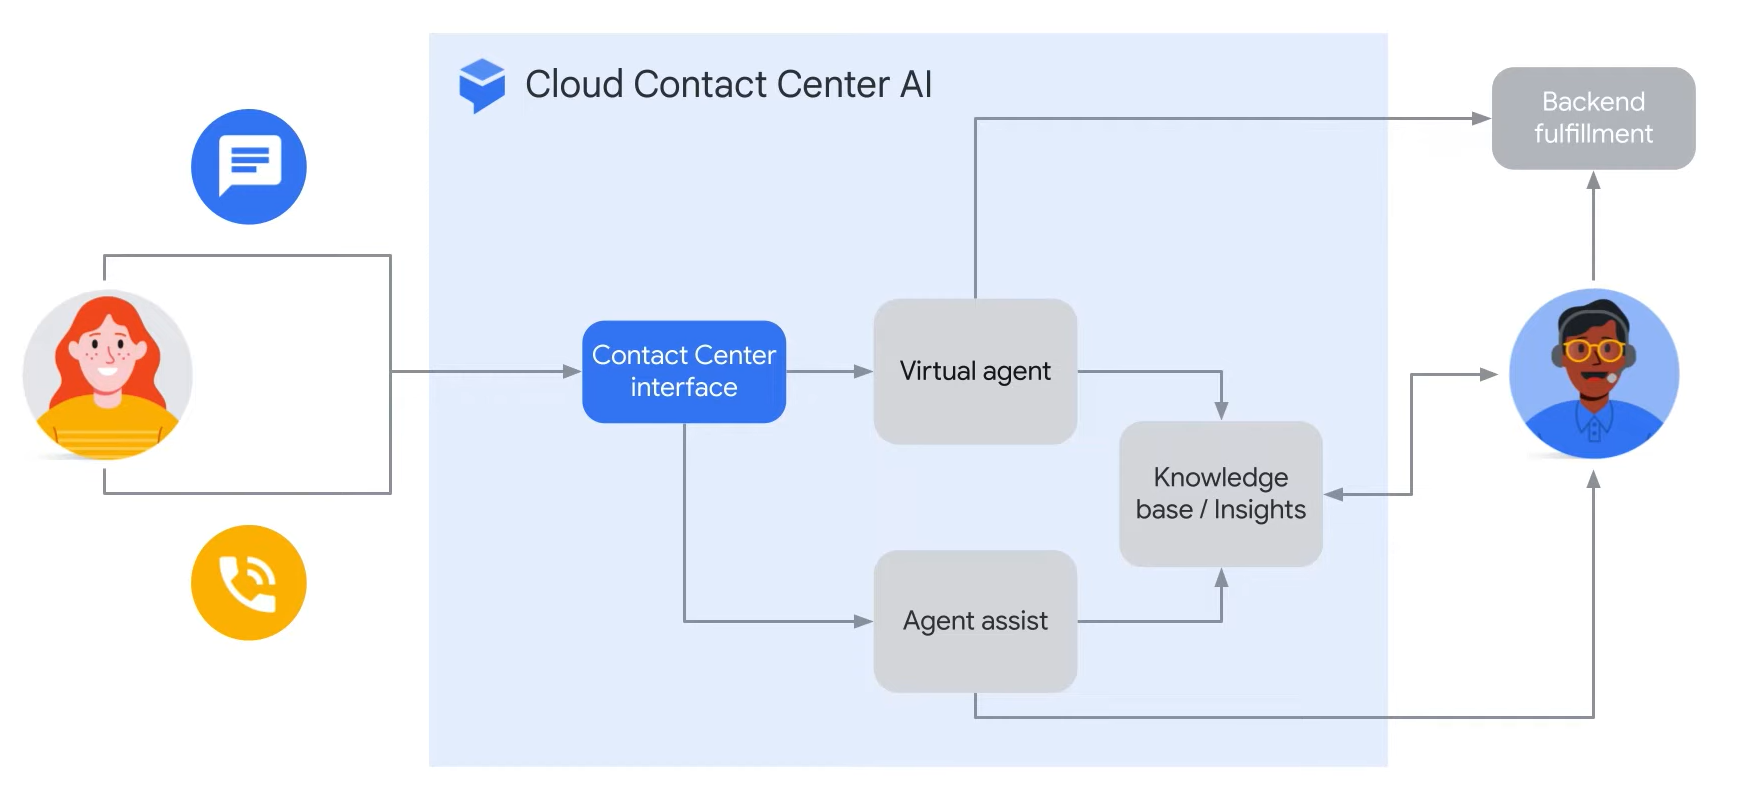 Cloud Contact Center AI
Backend
fulfillment
Contact Center
interface
Virtual agent
Knowledge
base / Insights
Agent assist